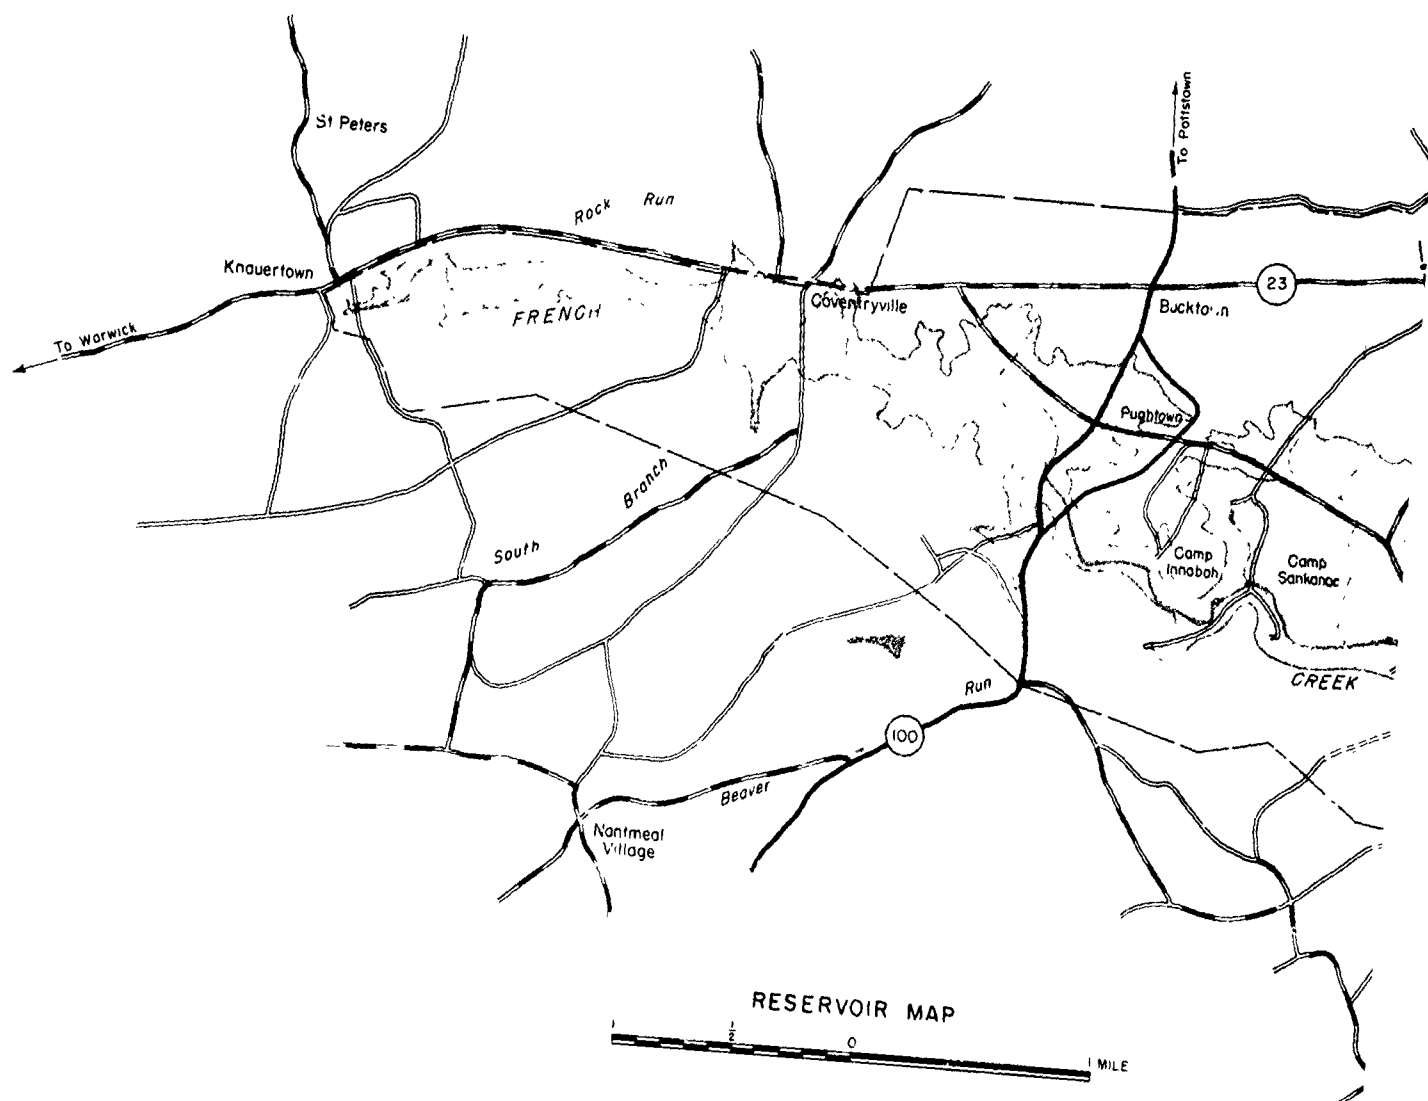 To Pottstown
St Peters
Rock Run
Knauertown
23
FRENCH
Coventryville
Bucktown
To Warwick
Pughtown
Branch
South
Camp
Innabah
Camp
Sankanac
CREEK
Run
100
Beaver
Nantmeal
Village
RESERVOIR MAP
1 1/2 0 1 MILE